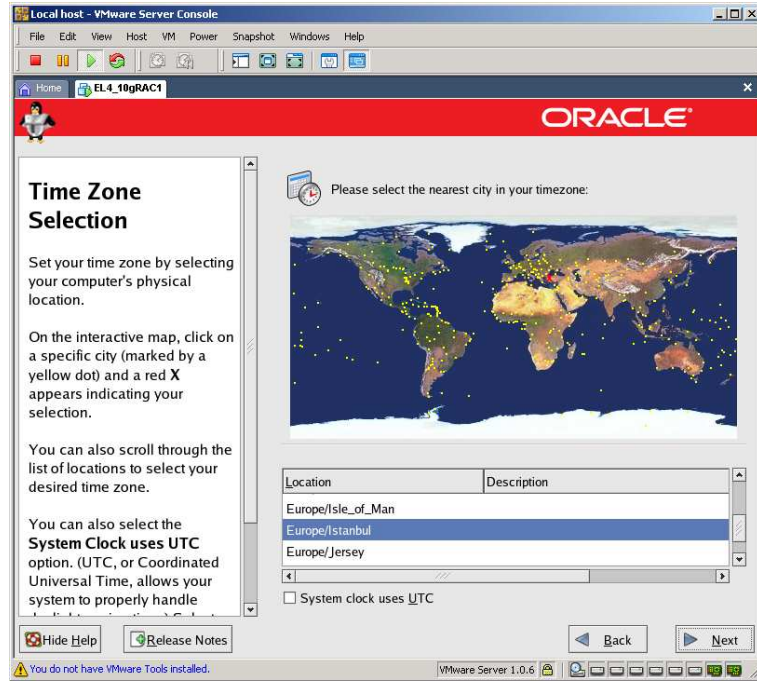 Local host - VMware Server Console
File Edit View Host VM Power Snapshot Windows Help
Home EL4_10gRAC1
ORACLE
Time Zone
Selection
Set your time zone by selecting
your computer's physical
location.
On the interactive map, click on
a specific city (marked by a
yellow dot) and a red X
appears indicating your
selection.
You can also scroll through the
list of locations to select your
desired time zone.
You can also select the
System Clock uses UTC
option. (UTC, or Coordinated
Universal Time, allows your
system to properly handle
Please select the nearest city in your timezone:
Location Description
Europe/Isle_of_Man
Europe/Istanbul
Europe/Jersey
System clock uses UTC
Hide Help Release Notes Back Next
You do not have VMware Tools installed. VMware Server 1.0.6